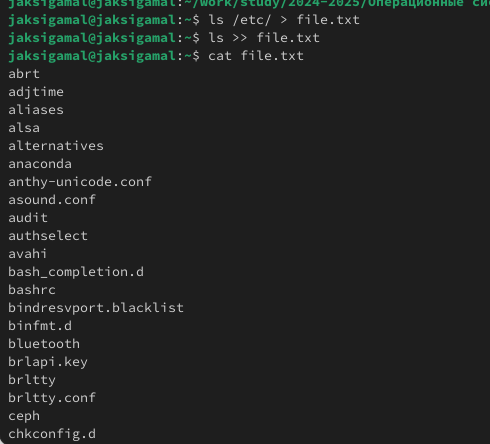 jaksigamal@jaksigamal:~/work/study/2024-2025/Операционные си
jaksigamal@jaksigamal:~$ ls /etc/ > file.txt
jaksigamal@jaksigamal:~$ ls >> file.txt
jaksigamal@jaksigamal:~$ cat file.txt
abrt
adjtime
aliases
alsa
alternatives
anaconda
anthy-unicode.conf
asound.conf
audit
authselect
avahi
bash_completion.d
bashrc
bindresvport.blacklist
binfmt.d
bluetooth
brlapi.key
brltty
brltty.conf
ceph
chkconfig.d